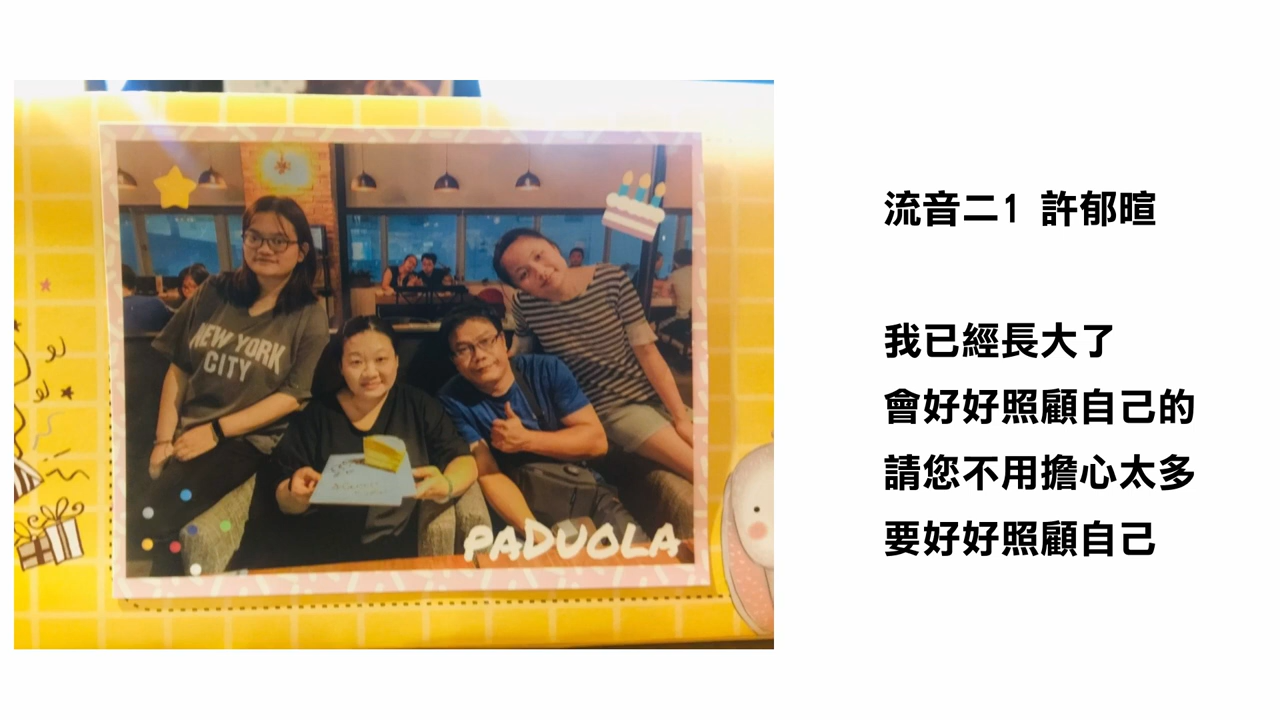 NEW YORK
CITY
PADUOLA
流音二1 許郁暄
我已經長大了
會好好照顧自己的
請您不用擔心太多
要好好照顧自己